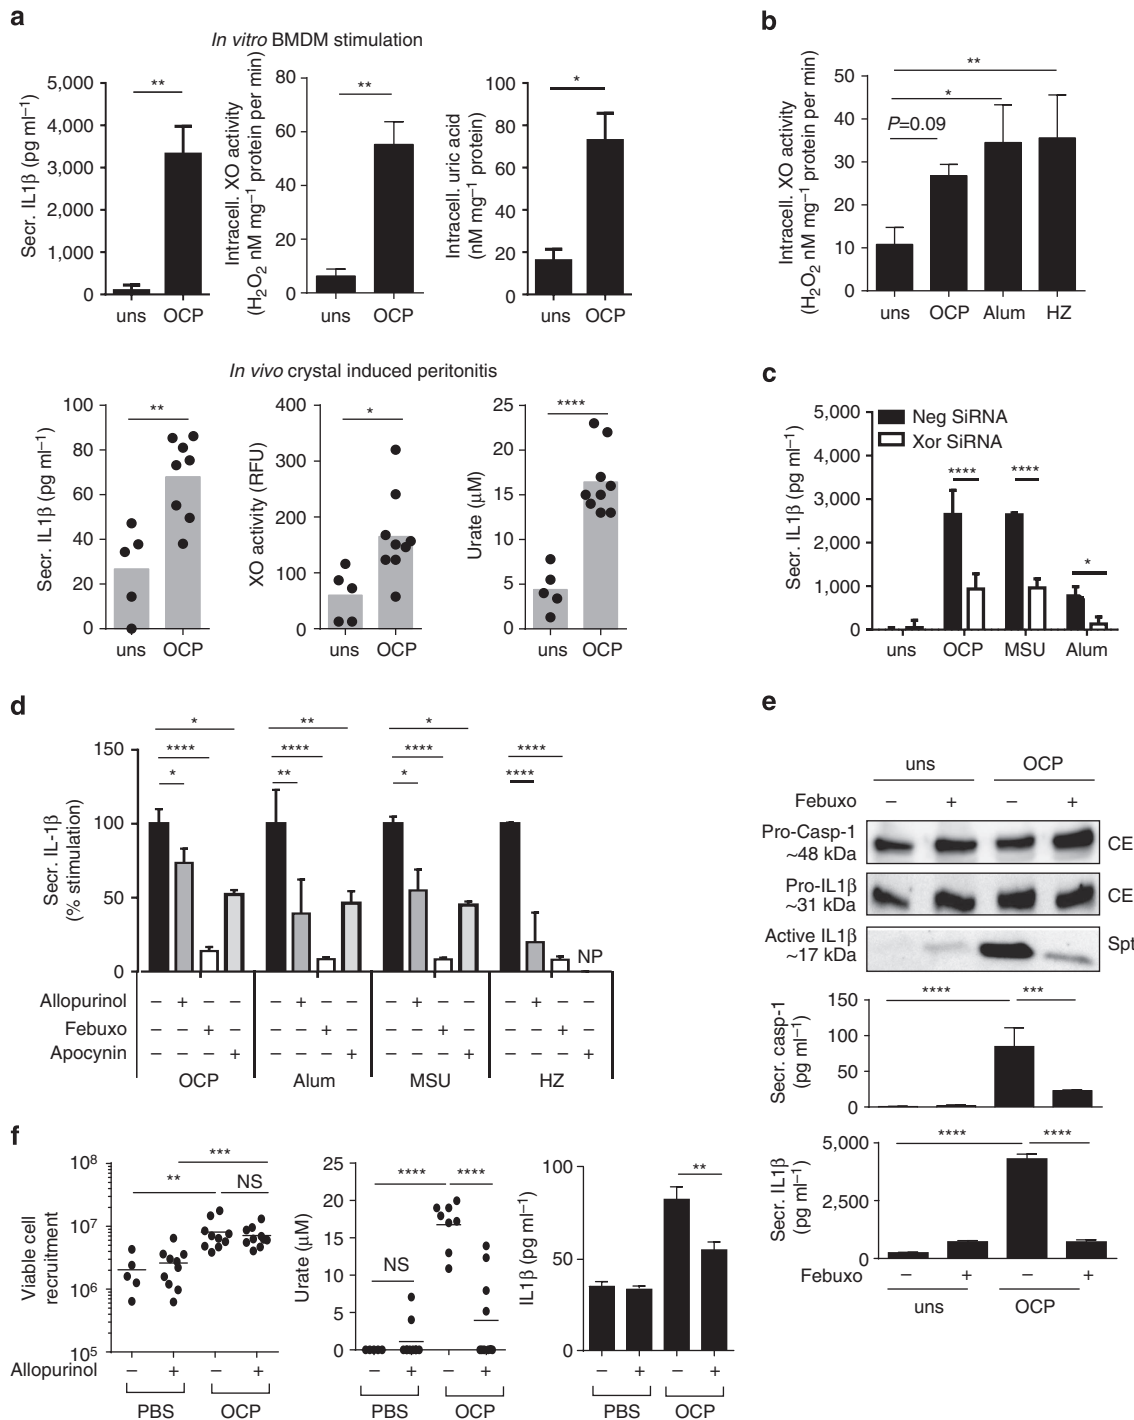 a
In vitro BMDM stimulation
Secr. IL1β (pg ml⁻¹)
5,000
4,000
3,000
2,000
1,000
0
**
uns OCP
Intracell. XO activity
(H₂O₂ nM mg⁻¹ protein per min)
80
60
40
20
0
**
uns OCP
Intracell. uric acid
(nM mg⁻¹ protein)
100
80
60
40
20
0
*
uns OCP
In vivo crystal induced peritonitis
Secr. IL1β (pg ml⁻¹)
100
80
60
40
20
0
**
uns OCP
XO activity (RFU)
400
300
200
100
0
*
uns OCP
Urate (μM)
25
20
15
10
5
0
****
uns OCP
b
Intracell. XO activity
(H₂O₂ nM mg⁻¹ protein per min)
50
40
30
20
10
0
**
*
P=0.09
uns OCP Alum HZ
c
Secr. IL1β (pg ml⁻¹)
5,000
4,000
3,000
2,000
1,000
0
Neg SiRNA
Xor SiRNA
**** **** *
uns OCP MSU Alum
d
Secr. IL-1β
(% stimulation)
150
100
50
0
* ** *
**** **** **** ****
* ** * ****
NP
Allopurinol – + – – – + – – – + – – – + – –
Febuxo – – + – – – + – – – + – – – + –
Apocynin – – – + – – – + – – – + – – – +
OCP Alum MSU HZ
e
uns OCP
Febuxo – + – +
Pro-Casp-1
~48 kDa
CE
Pro-IL1β
~31 kDa
CE
Active IL1β
~17 kDa
Spt
Secr. casp-1
(pg ml⁻¹)
150
100
50
0
**** ***
Secr. IL1β
(pg ml⁻¹)
5,000
2,500
0
**** ****
Febuxo – + – +
uns OCP
f
Viable cell
recruitment
10⁸
10⁷
10⁶
10⁵
***
** NS
Allopurinol – + – +
PBS OCP
Urate (μM)
25
20
15
10
5
0
**** ****
NS
– + – +
PBS OCP
IL1β (pg ml⁻¹)
100
50
0
**
– + – +
PBS OCP